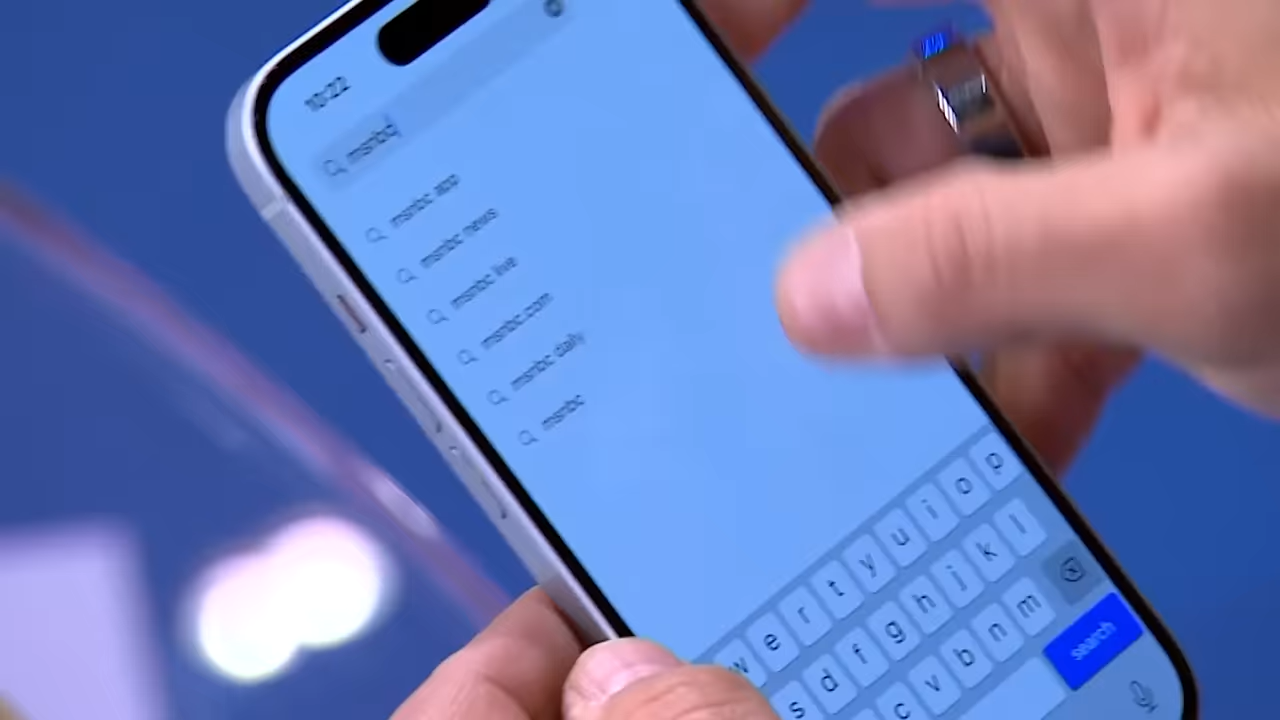 10:22
msnbc
msnbc app
msnbc news
msnbc live
msnbc.com
msnbc daily
msnbc
w e r t y u i o p
s d f g h j k l
c v b n m
search